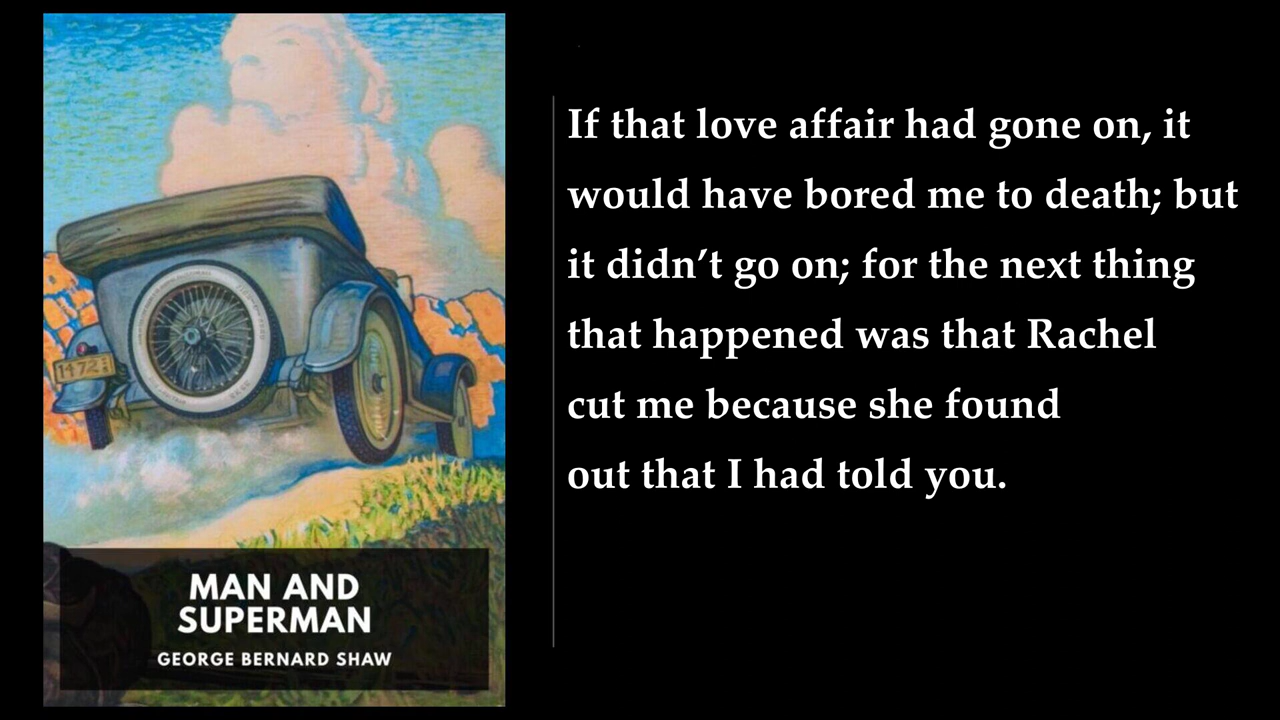 1472
MAN AND
SUPERMAN
GEORGE BERNARD SHAW
If that love affair had gone on, it
would have bored me to death; but
it didn’t go on; for the next thing
that happened was that Rachel
cut me because she found
out that I had told you.